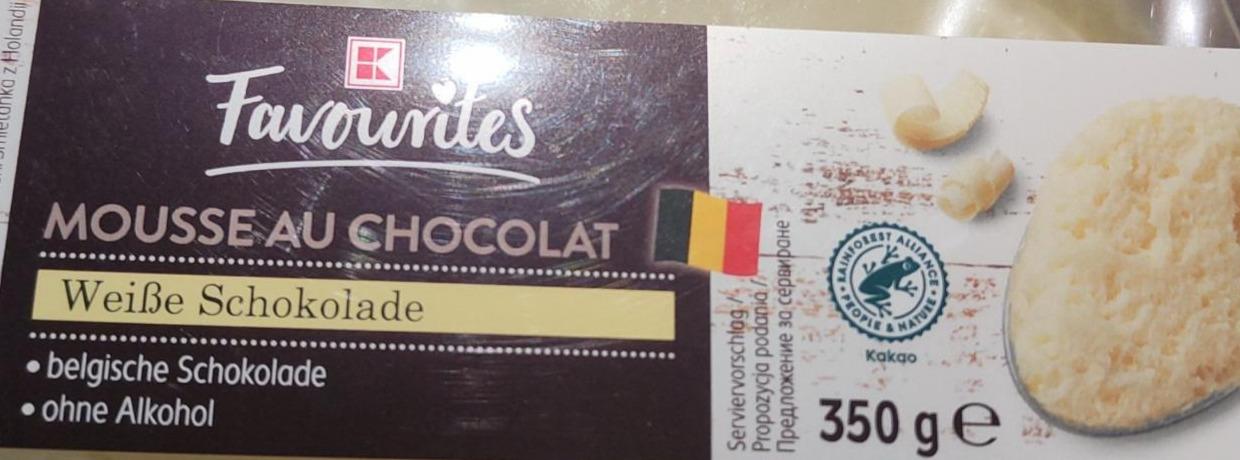 K
Favourites
MOUSSE AU CHOCOLAT
Weiße Schokolade
• belgische Schokolade
• ohne Alkohol
Serviervorschlag /
Propozycja podania /
Предложение за сервиране
RAINFOREST ALLIANCE
• PEOPLE & NATURE •
Kakao
350 g e
z Holandii